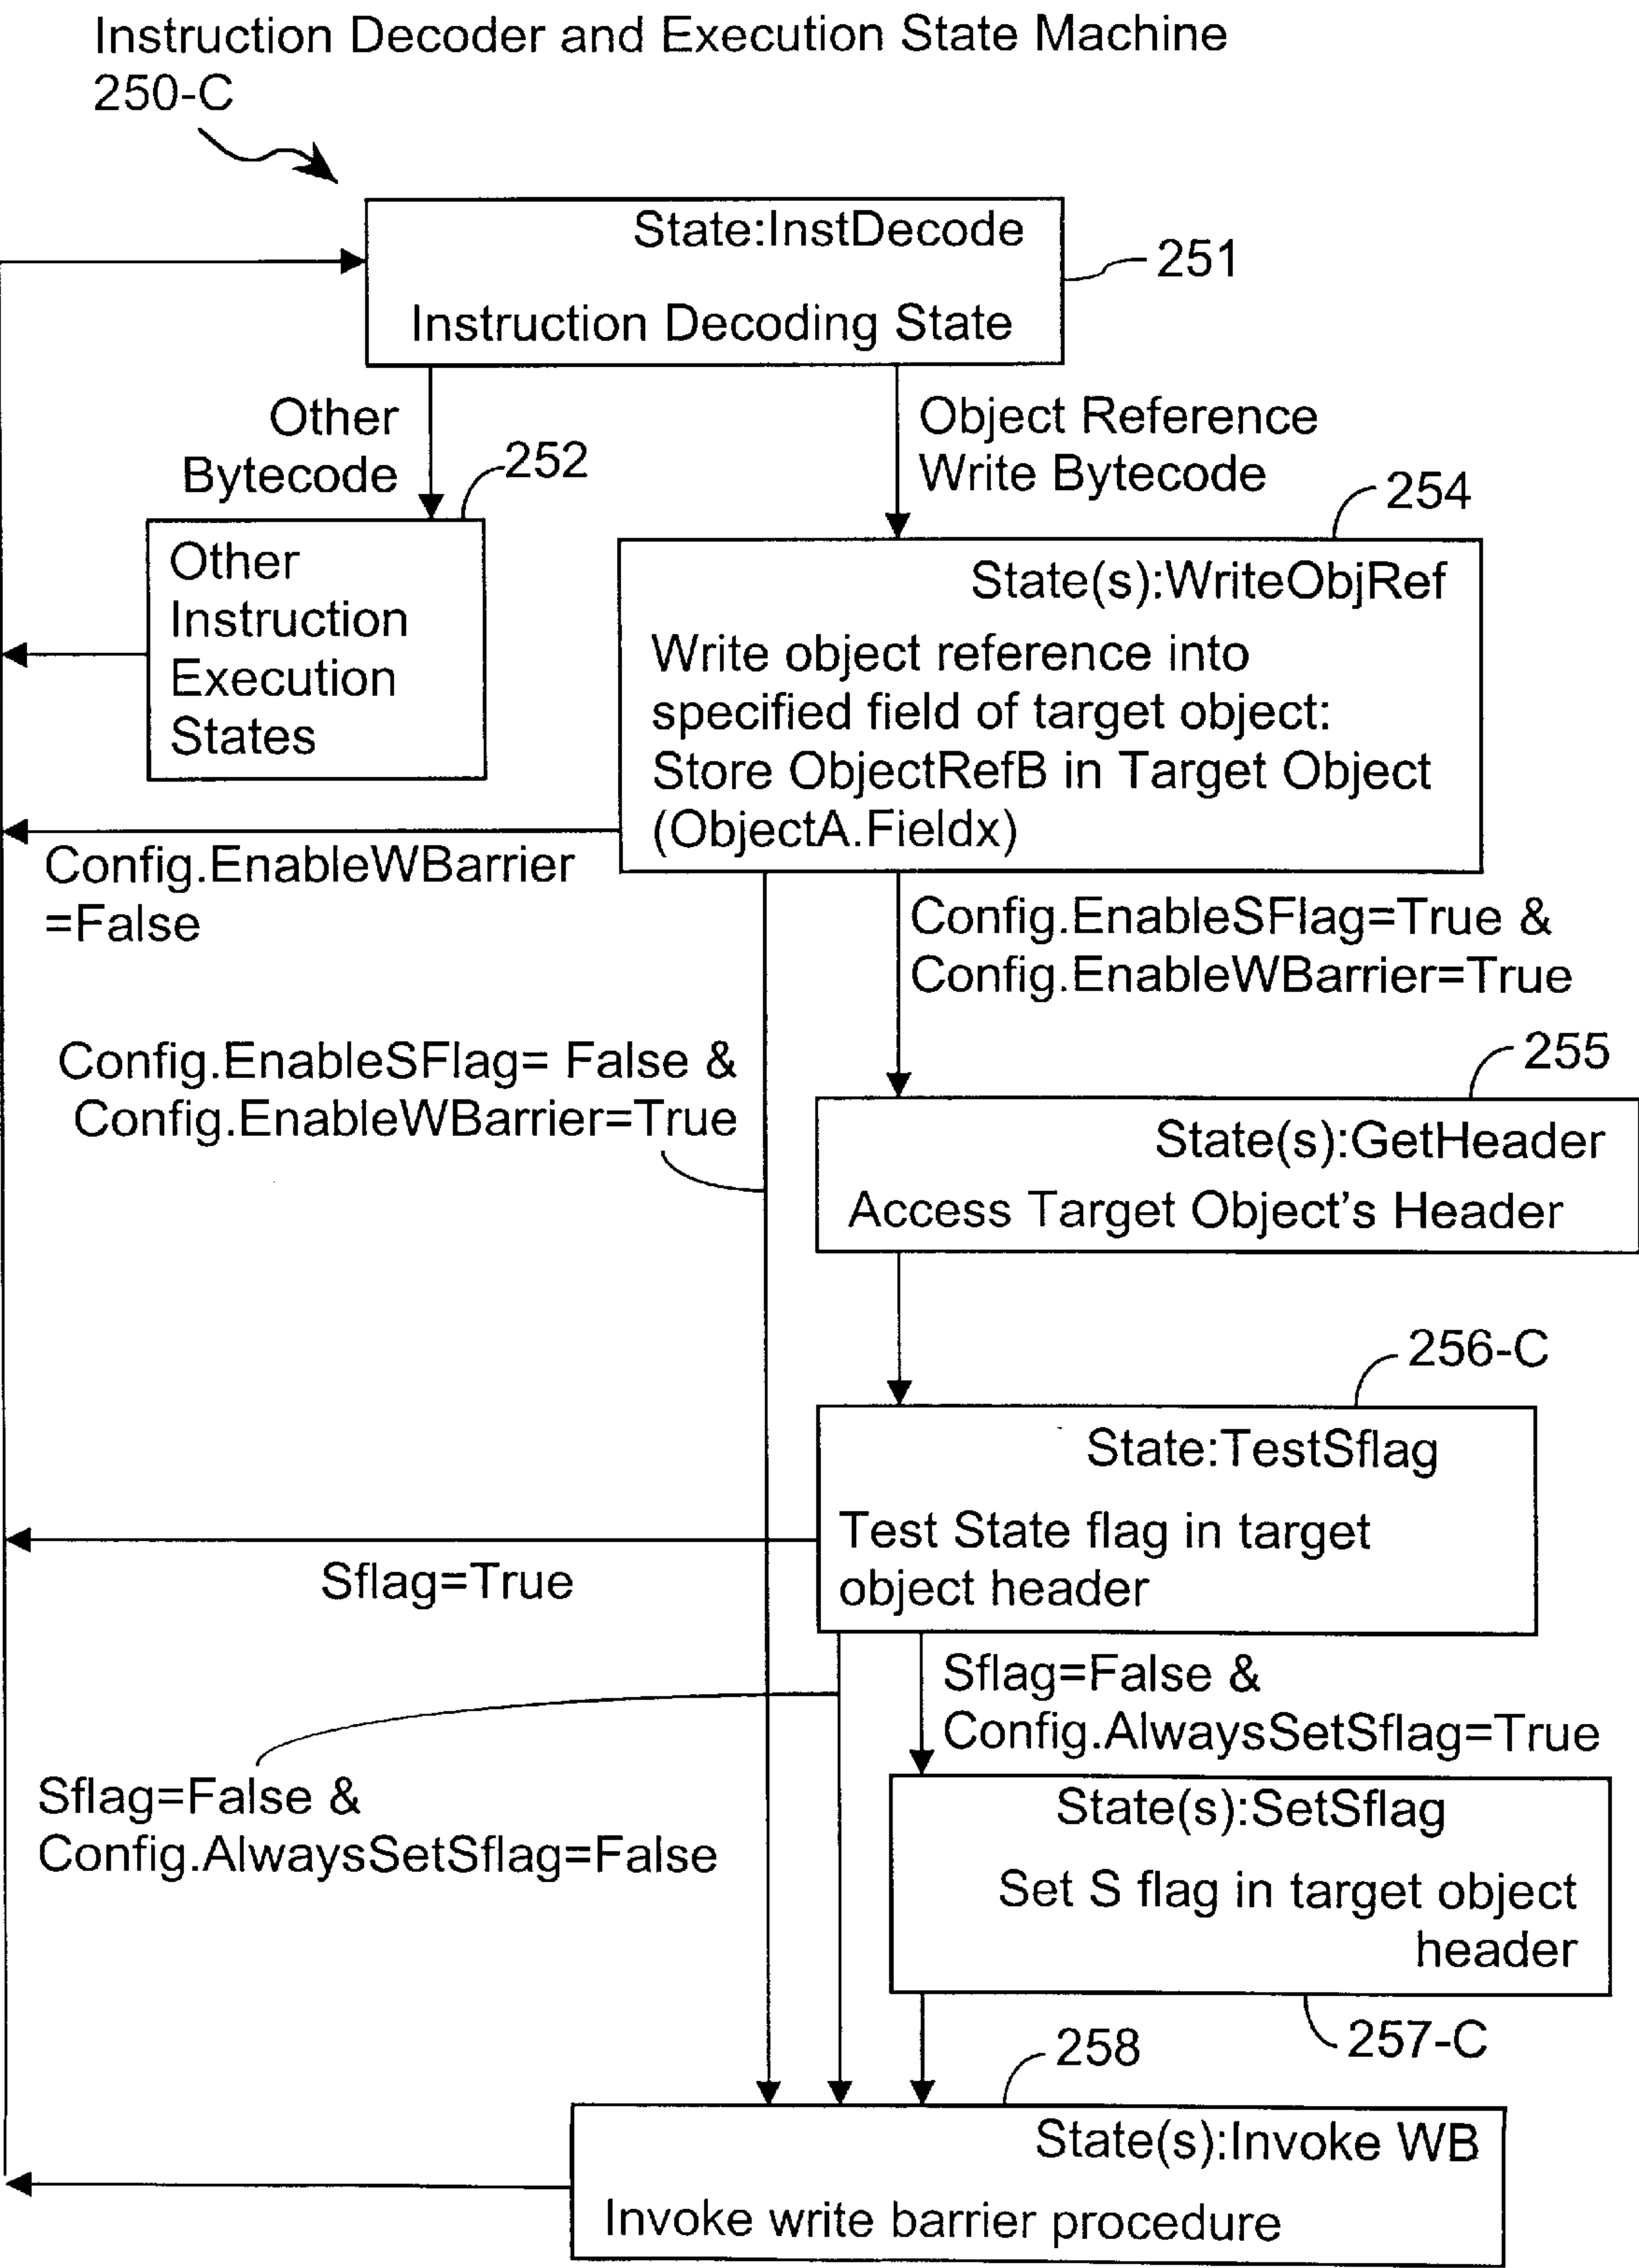 Instruction Decoder and Execution State Machine
250-C
State:InstDecode
251
Instruction Decoding State
Other
Bytecode
252
Object Reference
Write Bytecode
254
Other
Instruction
Execution
States
State(s):WriteObjRef
Write object reference into
specified field of target object:
Store ObjectRefB in Target Object
(ObjectA.Fieldx)
Config.EnableWBarrier
=False
Config.EnableSFlag=True &
Config.EnableWBarrier=True
Config.EnableSFlag= False &
Config.EnableWBarrier=True
255
State(s):GetHeader
Access Target Object's Header
256-C
State:TestSflag
Test State flag in target
object header
Sflag=True
Sflag=False &
Config.AlwaysSetSflag=True
Sflag=False &
Config.AlwaysSetSflag=False
State(s):SetSflag
Set S flag in target object
header
257-C
258
State(s):Invoke WB
Invoke write barrier procedure